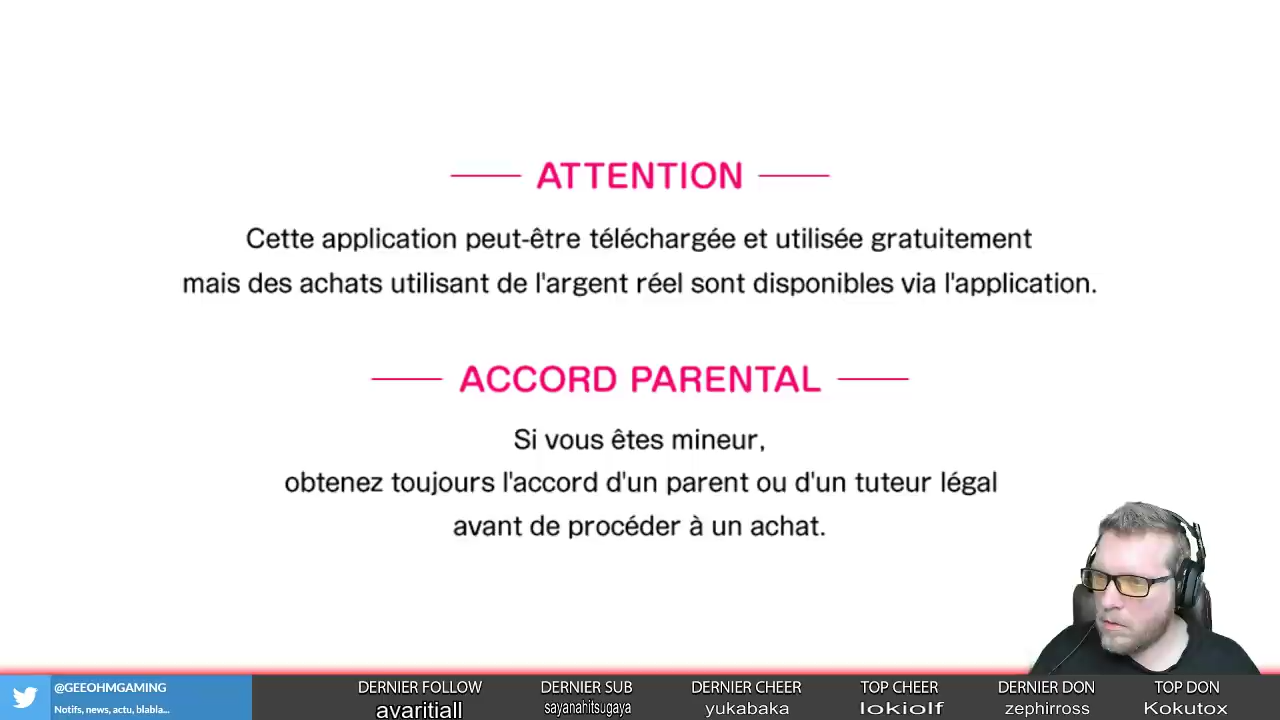 ATTENTION
Cette application peut-être téléchargée et utilisée gratuitement
mais des achats utilisant de l'argent réel sont disponibles via l'application.
ACCORD PARENTAL
Si vous êtes mineur,
obtenez toujours l'accord d'un parent ou d'un tuteur légal
avant de procéder à un achat.
@GEEOHMGAMING
Notifs, news, actu, blabla...
DERNIER FOLLOW
avaritiall
DERNIER SUB
sayanahitsugaya
DERNIER CHEER
yukabaka
TOP CHEER
lokiolf
DERNIER DON
zephirross
TOP DON
Kokutox